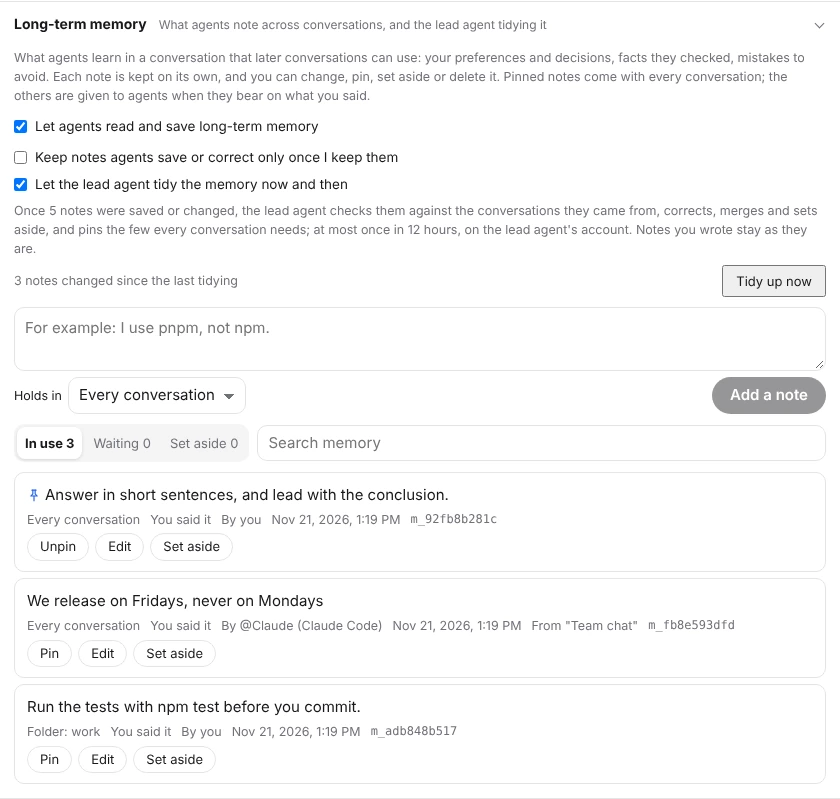 Long-term memory What agents note across conversations, and the lead agent tidying it
What agents learn in a conversation that later conversations can use: your preferences and decisions, facts they checked, mistakes to
avoid. Each note is kept on its own, and you can change, pin, set aside or delete it. Pinned notes come with every conversation; the
others are given to agents when they bear on what you said.
Let agents read and save long-term memory
Keep notes agents save or correct only once I keep them
Let the lead agent tidy the memory now and then
Once 5 notes were saved or changed, the lead agent checks them against the conversations they came from, corrects, merges and sets
aside, and pins the few every conversation needs; at most once in 12 hours, on the lead agent's account. Notes you wrote stay as they
are.
3 notes changed since the last tidying Tidy up now
For example: I use pnpm, not npm.
Holds in Every conversation Add a note
In use 3 Waiting 0 Set aside 0 Search memory
Answer in short sentences, and lead with the conclusion.
Every conversation You said it By you Nov 21, 2026, 1:19 PM m_92fb8b281c
Unpin Edit Set aside
We release on Fridays, never on Mondays
Every conversation You said it By @Claude (Claude Code) Nov 21, 2026, 1:19 PM From "Team chat" m_fb8e593dfd
Pin Edit Set aside
Run the tests with npm test before you commit.
Folder: work You said it By you Nov 21, 2026, 1:19 PM m_adb848b517
Pin Edit Set aside